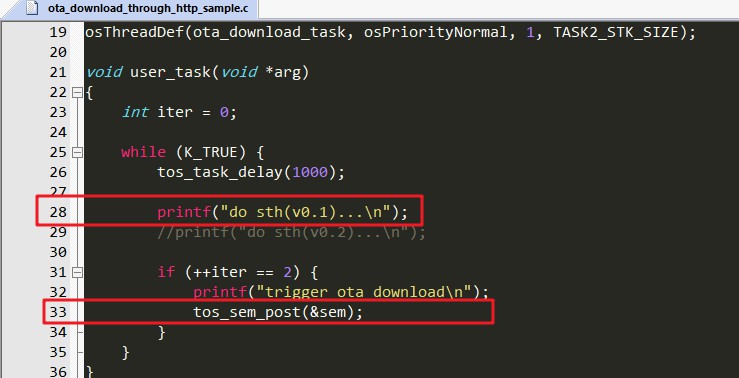 ota_download_through_http_sample.c
19 osThreadDef(ota_download_task, osPriorityNormal, 1, TASK2_STK_SIZE);
20
21 void user_task(void *arg)
22 {
23     int iter = 0;
24
25     while (K_TRUE) {
26         tos_task_delay(1000);
27
28         printf("do sth(v0.1)...\n");
29         //printf("do sth(v0.2)...\n");
30
31         if (++iter == 2) {
32             printf("trigger ota download\n");
33             tos_sem_post(&sem);
34         }
35     }
36 }